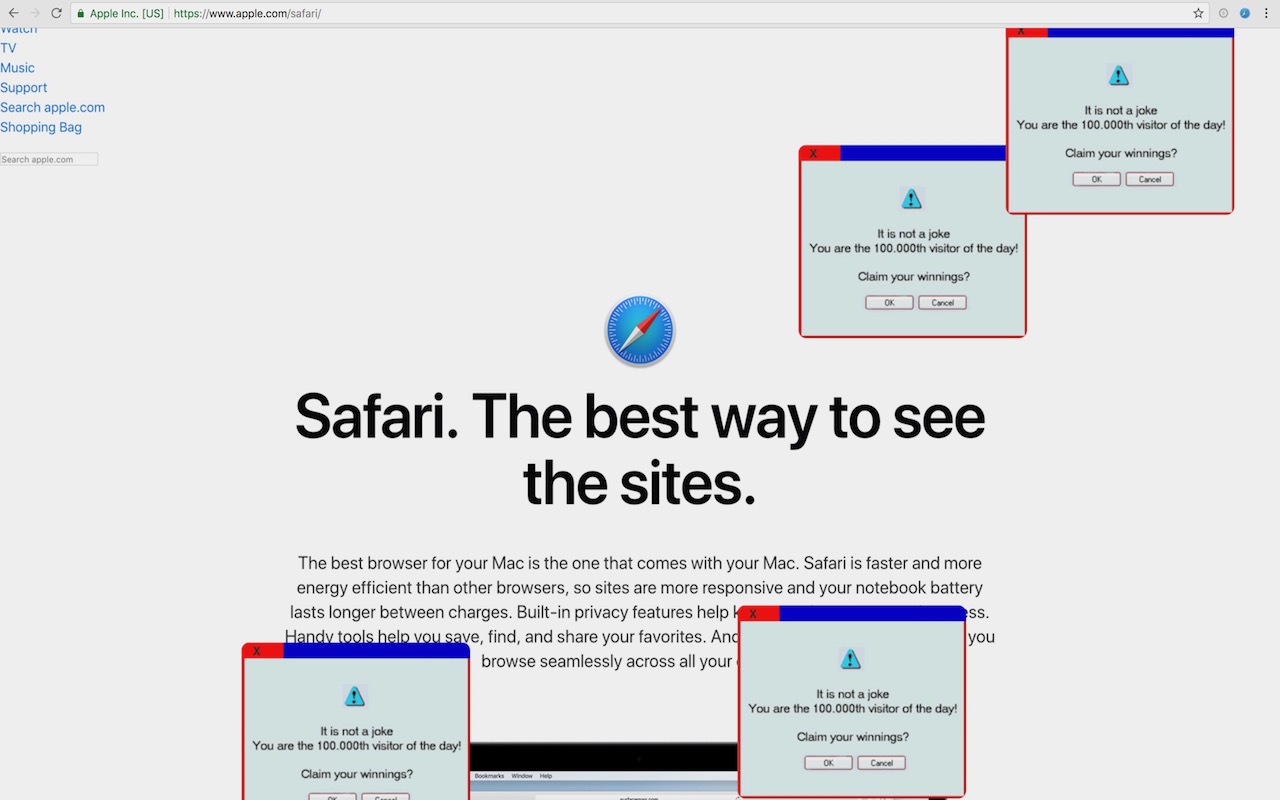 Apple Inc. [US] https://www.apple.com/safari/
Watch
TV
Music
Support
Search apple.com
Shopping Bag
Search apple.com
X
It is not a joke
You are the 100.000th visitor of the day!
Claim your winnings?
OK Cancel
X
It is not a joke
You are the 100.000th visitor of the day!
Claim your winnings?
OK Cancel
Safari. The best way to see
the sites.
The best browser for your Mac is the one that comes with your Mac. Safari is faster and more
energy efficient than other browsers, so sites are more responsive and your notebook battery
lasts longer between charges. Built-in privacy features help
Handy tools help you save, find, and share your favorites. And you
browse seamlessly across all your
X
It is not a joke
You are the 100.000th visitor of the day!
Claim your winnings?
OK Cancel
X
It is not a joke
You are the 100.000th visitor of the day!
Claim your winnings?
OK Cancel
Bookmarks Window Help